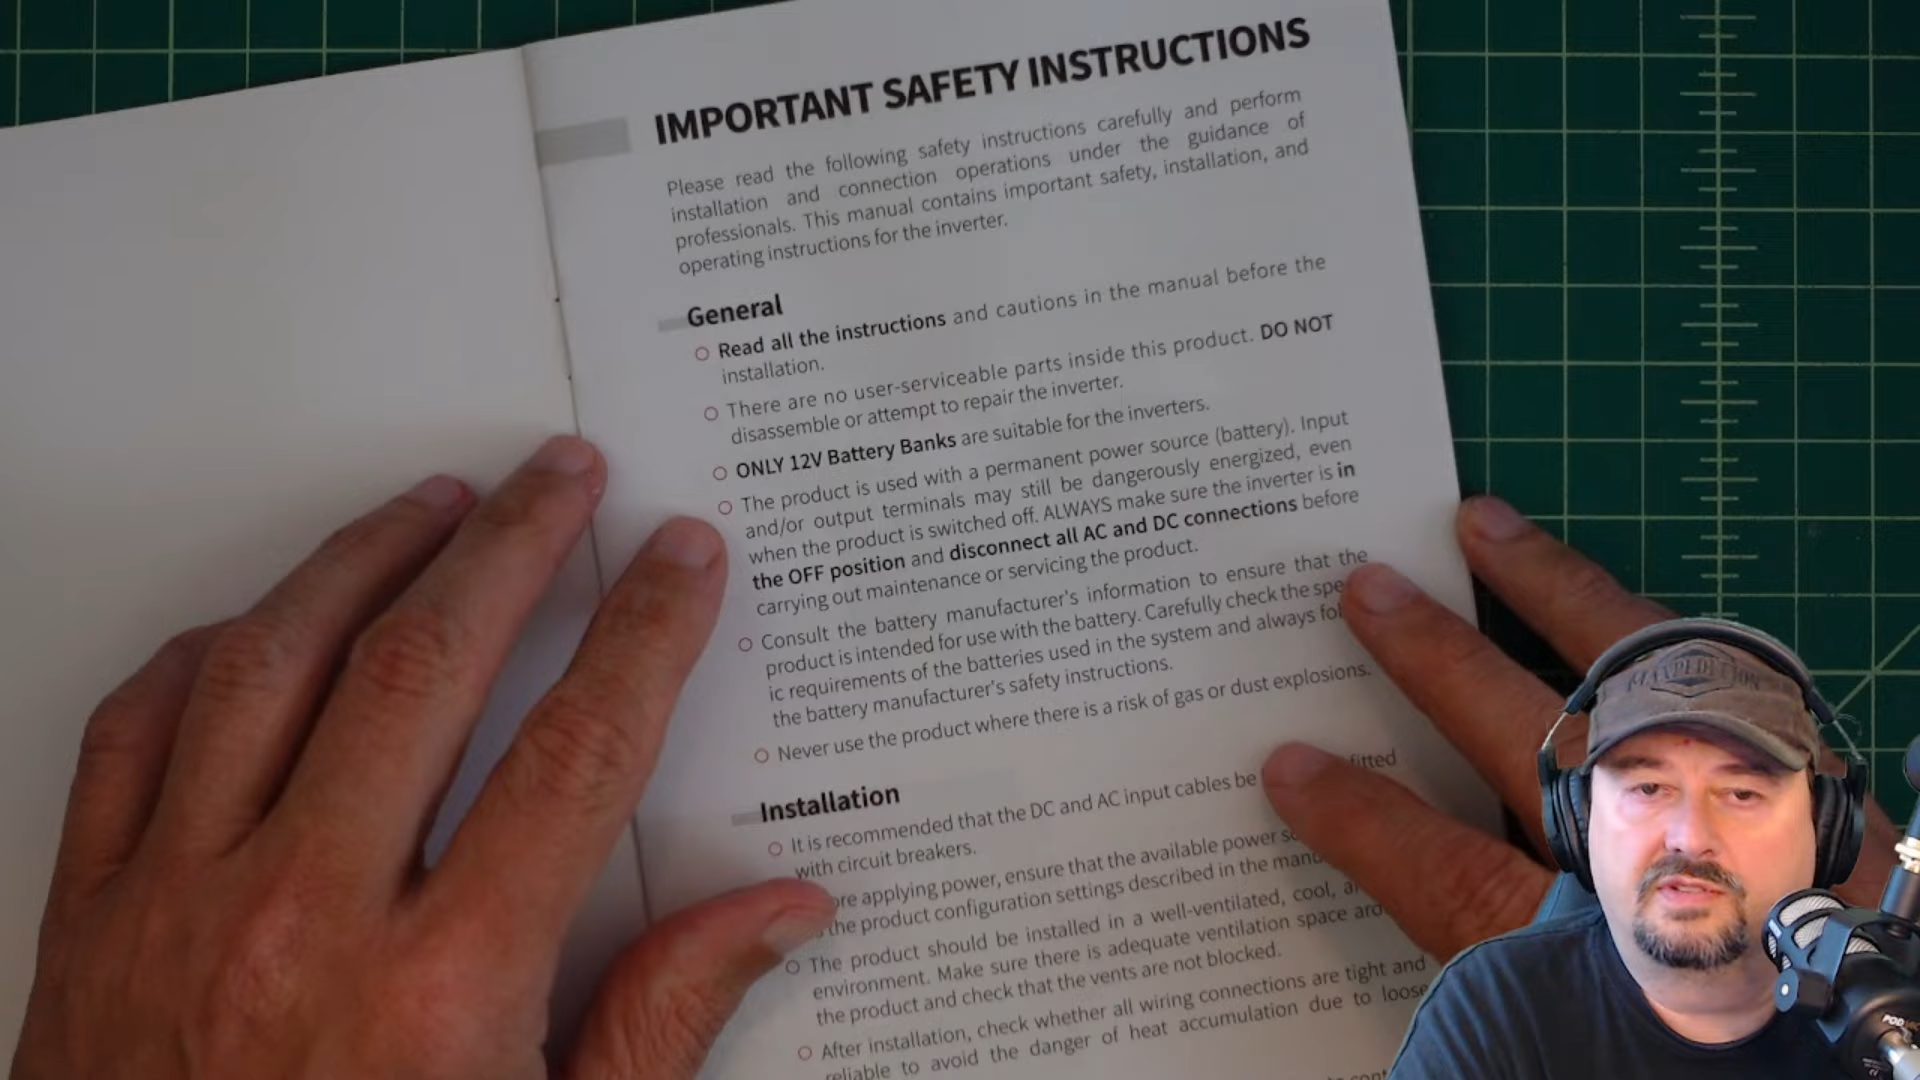 IMPORTANT SAFETY INSTRUCTIONS
Please read the following safety instructions carefully and perform
installation and connection operations under the guidance of
professionals. This manual contains important safety, installation, and
operating instructions for the inverter.
General
Read all the instructions and cautions in the manual before the
installation.
There are no user-serviceable parts inside this product. DO NOT
disassemble or attempt to repair the inverter.
ONLY 12V Battery Banks are suitable for the inverters.
The product is used with a permanent power source (battery). Input
and/or output terminals may still be dangerously energized, even
when the product is switched off. ALWAYS make sure the inverter is in
the OFF position and disconnect all AC and DC connections before
carrying out maintenance or servicing the product.
Consult the battery manufacturer's information to ensure that the
product is intended for use with the battery. Carefully check the spe
ic requirements of the batteries used in the system and always fol
the battery manufacturer's safety instructions.
Never use the product where there is a risk of gas or dust explosions.
Installation
It is recommended that the DC and AC input cables be fitted
with circuit breakers.
ore applying power, ensure that the available power
the product configuration settings described in the
The product should be installed in a well-ventilated, cool,
environment. Make sure there is adequate ventilation space
the product and check that the vents are not blocked.
After installation, check whether all wiring connections are tight and
reliable to avoid the danger of heat accumulation due to loose